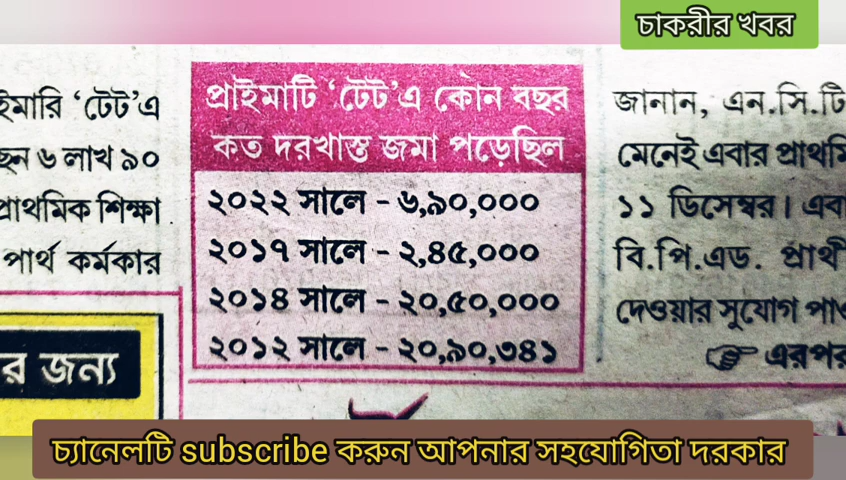 চাকরীর খবর
ইমারি ‘টেট’এ
ছেন ৬ লাখ ৯০
প্রাথমিক শিক্ষা
পার্থ কর্মকার
র জন্য
প্রাইমাটি ‘টেট’এ কোন বছর
কত দরখাস্ত জমা পড়েছিল
২০২২ সালে - ৬,৯০,০০০
২০১৭ সালে - ২,৪৫,০০০
২০১৪ সালে - ২০,৫০,০০০
২০১২ সালে - ২০,৯০,৩৪১
জানান, এন.সি.টি
মেনেই এবার প্রাথমি
১১ ডিসেম্বর। এবা
বি.পি.এড. প্রার্থী
দেওয়ার সুযোগ পাও
এরপর
চ্যানেলটি subscribe করুন আপনার সহযোগিতা দরকার